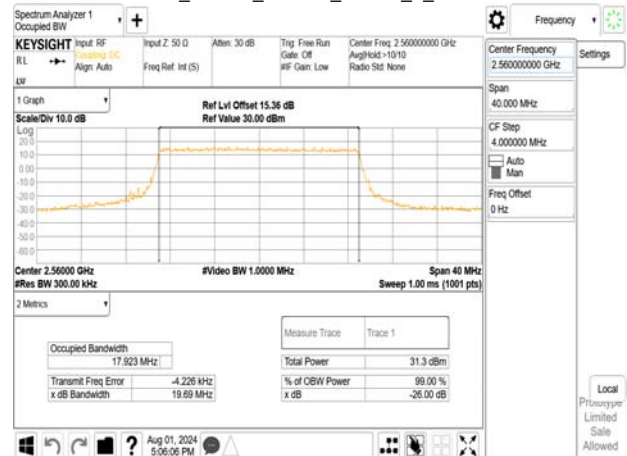 Spectrum Analyzer 1
Occupied BW
+
Frequency
KEYSIGHT
RL
Input: RF
Coupling: DC
Align: Auto
Input Z: 50 Ω
Freq Ref: Int (S)
Atten: 30 dB
Trig: Free Run
Gate: Off
#IF Gain: Low
Center Freq: 2.560000000 GHz
Avg|Hold:>10/10
Radio Std: None
Center Frequency
2.560000000 GHz
Settings
Span
40.000 MHz
CF Step
4.000000 MHz
Auto
Man
Freq Offset
0 Hz
1 Graph
Scale/Div 10.0 dB
Ref Lvl Offset 15.36 dB
Ref Value 30.00 dBm
Log
20.0
10.0
0.00
-10.0
-20.0
-30.0
-40.0
-50.0
-60.0
Center 2.56000 GHz
#Video BW 1.0000 MHz
Span 40 MHz
#Res BW 300.00 kHz
Sweep 1.00 ms (1001 pts)
2 Metrics
Measure Trace Trace 1
Occupied Bandwidth
17.923 MHz
Total Power 31.3 dBm
Transmit Freq Error -4.226 kHz
% of OBW Power 99.00 %
x dB Bandwidth 19.69 MHz
x dB -26.00 dB
Local
Prototype
Limited
Sale
Allowed
?
Aug 01, 2024
5:06:06 PM